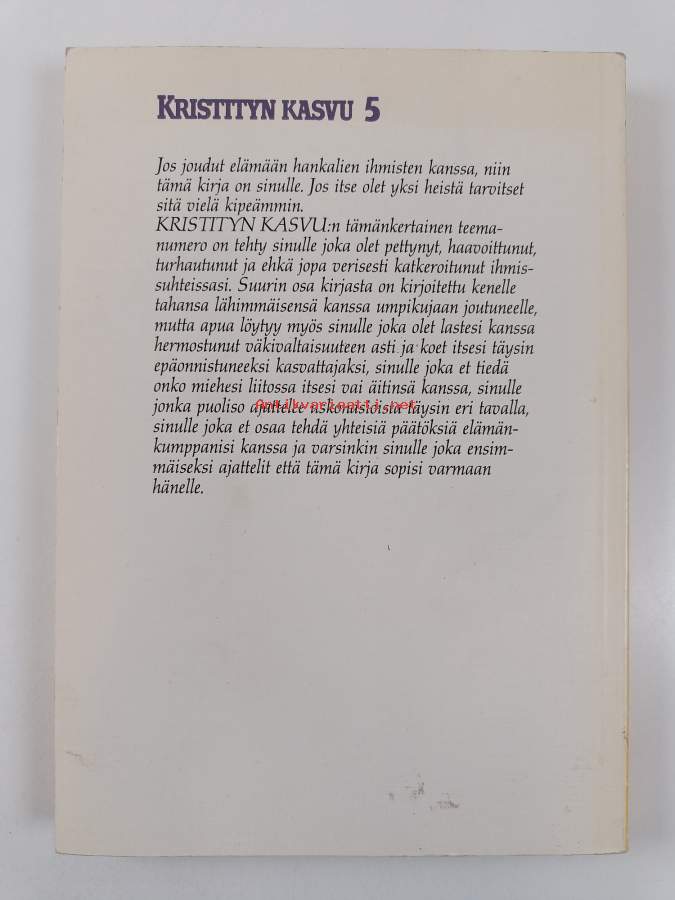 KRISTITYN KASVU 5
Jos joudut elämään hankalien ihmisten kanssa, niin
tämä kirja on sinulle. Jos itse olet yksi heistä tarvitset
sitä vielä kipeämmin.
KRISTITYN KASVU:n tämänkertainen teema-
numero on tehty sinulle joka olet pettynyt, haavoittunut,
turhautunut ja ehkä jopa verisesti katkeroitunut ihmis-
suhteissasi. Suurin osa kirjasta on kirjoitettu kenelle
tahansa lähimmäisensä kanssa umpikujaan joutuneelle,
mutta apua löytyy myös sinulle joka olet lastesi kanssa
hermostunut väkivaltaisuuteen asti ja koet itsesi täysin
epäonnistuneeksi kasvattajaksi, sinulle joka et tiedä
onko miehesi liitossa itsesi vai äitinsä kanssa, sinulle
jonka puoliso ajattelee uskonasioista täysin eri tavalla,
Antikvariaatti.net
sinulle joka et osaa tehdä yhteisiä päätöksiä elämän-
kumppanisi kanssa ja varsinkin sinulle joka ensim-
mäiseksi ajattelit että tämä kirja sopisi varmaan
hänelle.